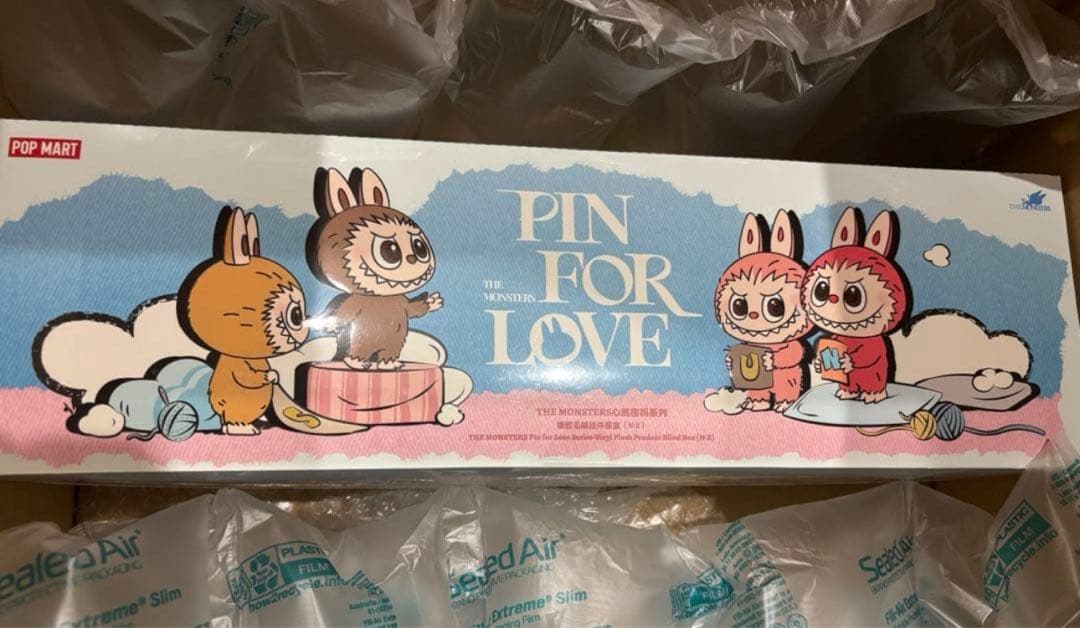 POP MART
THE MONSTERS
PIN
FOR
THE
MONSTERS
LOVE
S
U
N
THE MONSTERS心底密码系列
THE MONSTERS Pin for Love Series-Vinyl Plush Pendant Blind Box (N-Z)
Sealed Air
PLASTIC
FILM
how2recycle.info
Extreme® Slim
Sealed Air
Extreme® Slim
Sealed Air
PLASTIC
FILM
how2recycle.info